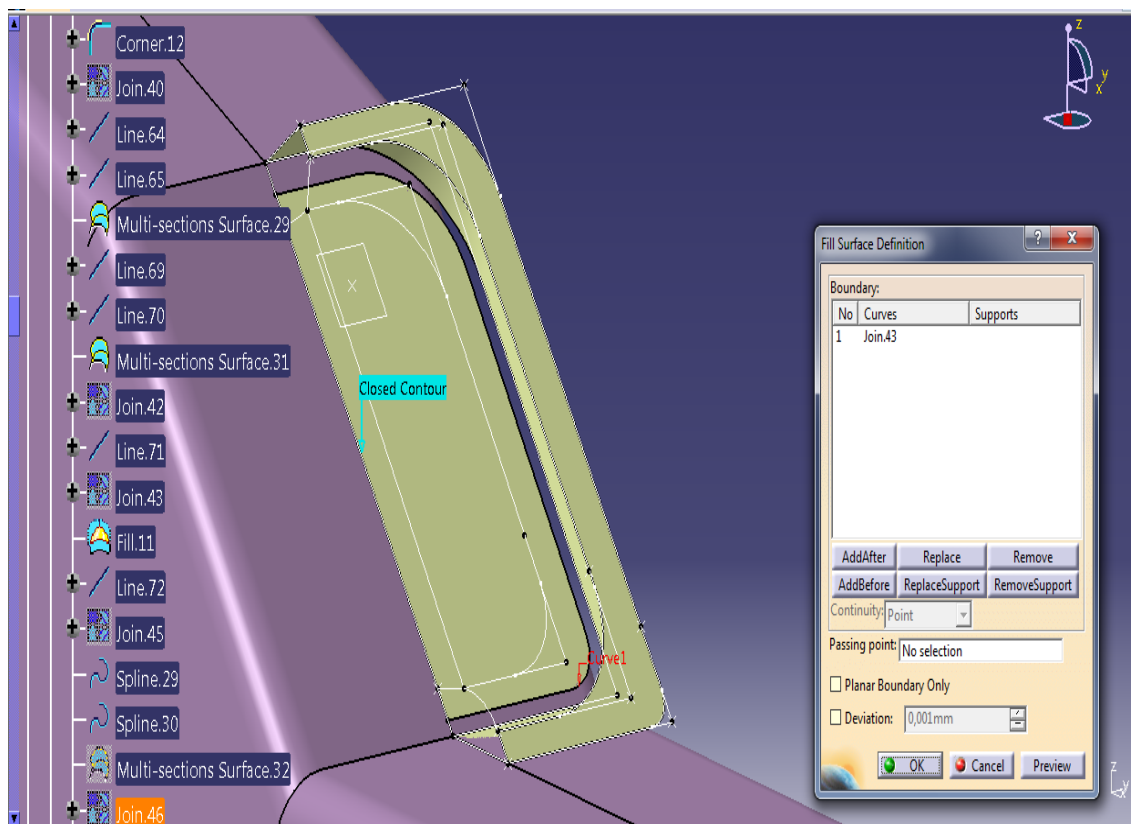 Corner.12
Join.40
Line.64
Line.65
Multi-sections Surface.29
Line.69
Line.70
Multi-sections Surface.31
Join.42
Line.71
Join.43
Fill.11
Line.72
Join.45
Spline.29
Spline.30
Multi-sections Surface.32
Join.46
Closed Contour
Curve1
z
y
x
Fill Surface Definition
?
Boundary:
No Curves Supports
1 Join.43
AddAfter Replace Remove
AddBefore ReplaceSupport RemoveSupport
Continuity: Point
Passing point: No selection
Planar Boundary Only
Deviation: 0,001mm
OK Cancel Preview
z
y
x